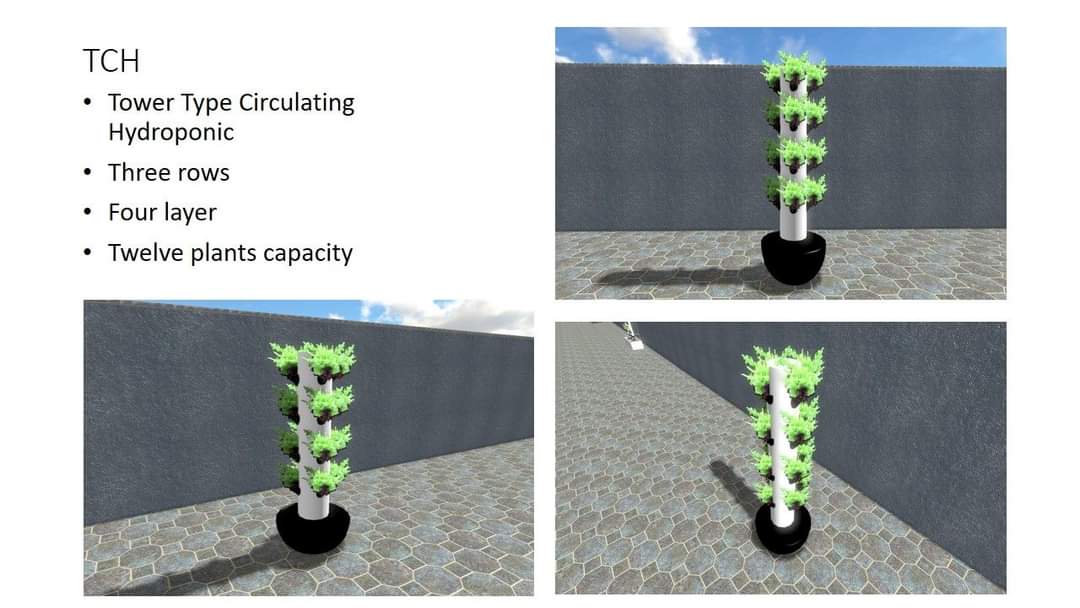 TCH
• Tower Type Circulating
Hydroponic
• Three rows
• Four layer
• Twelve plants capacity